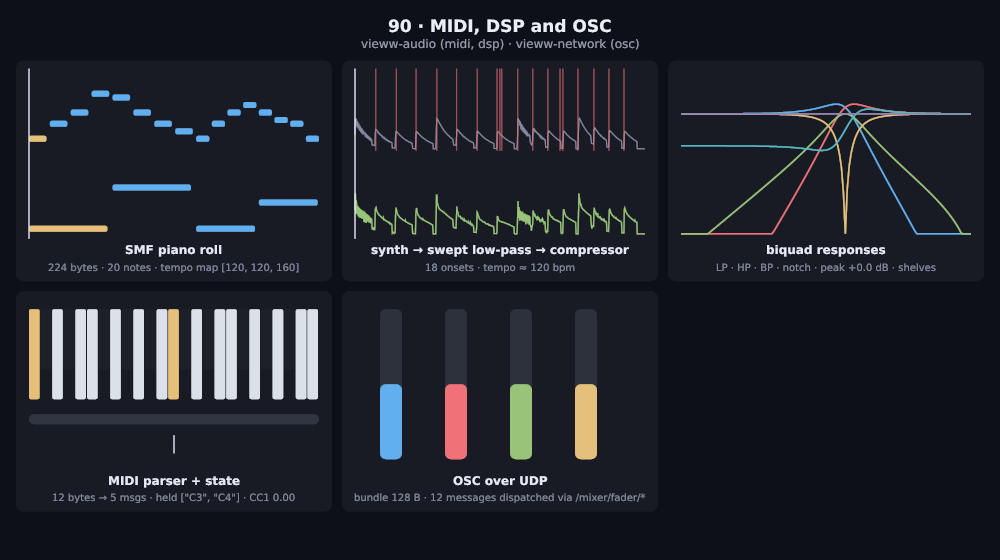 90 · MIDI, DSP and OSC
vieww-audio (midi, dsp) · vieww-network (osc)
SMF piano roll
224 bytes · 20 notes · tempo map [120, 120, 160]
synth → swept low-pass → compressor
18 onsets · tempo ≈ 120 bpm
biquad responses
LP · HP · BP · notch · peak +0.0 dB · shelves
MIDI parser + state
12 bytes → 5 msgs · held ["C3", "C4"] · CC1 0.00
OSC over UDP
bundle 128 B · 12 messages dispatched via /mixer/fader/*